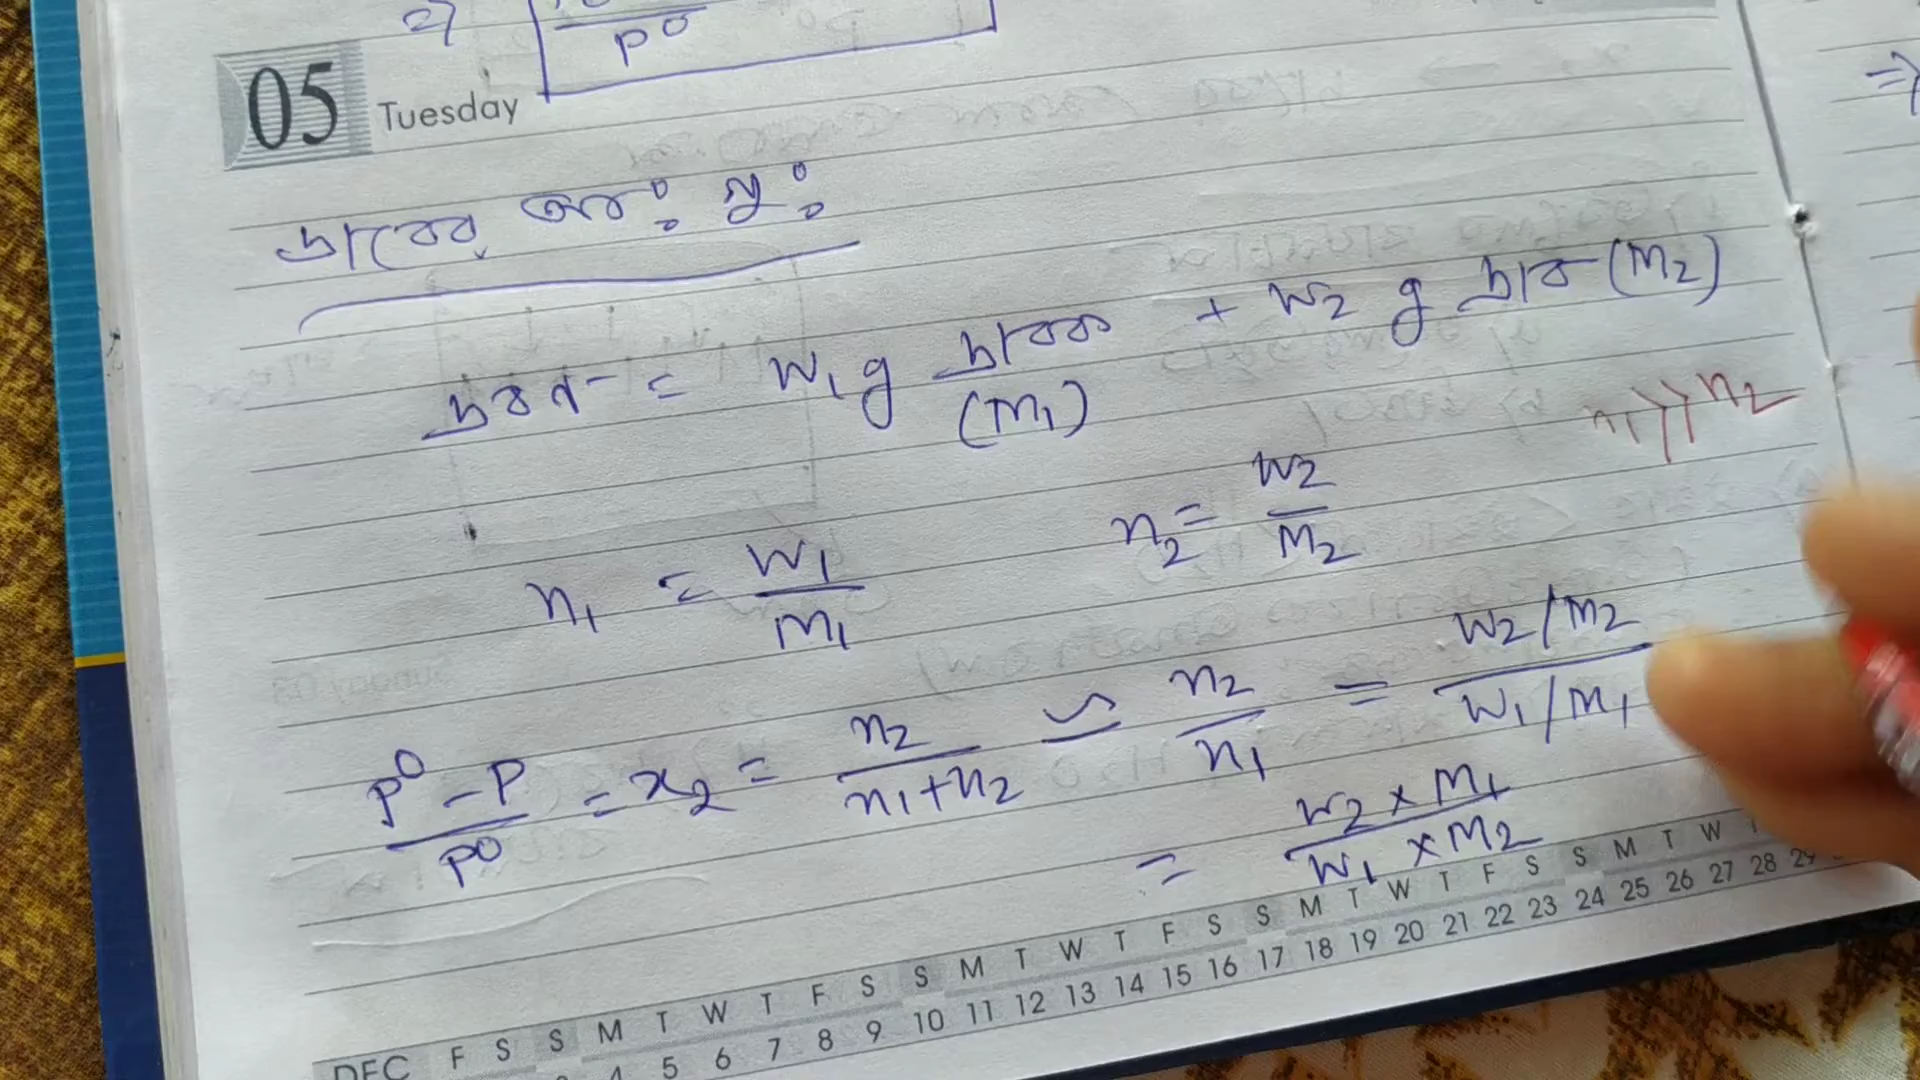 P⁰
05 Tuesday
দ্রাবের আঃ গুঃ
দ্রবণ = W₁ g দ্রাবক + W₂ g দ্রাব (M₂)
(M₁)
n₁ >> n₂
n₁ = W₁/M₁
n₂ = W₂/M₂
P⁰ - P / P⁰ = x₂ = n₂ / n₁+n₂ ≃ n₂/n₁ = W₂/M₂ / W₁/M₁
= W₂ × M₁ / W₁ × M₂
DEC F S S M T W T F S S M T W T F S S M T W T F S S M T W
4 5 6 7 8 9 10 11 12 13 14 15 16 17 18 19 20 21 22 23 24 25 26 27 28 29